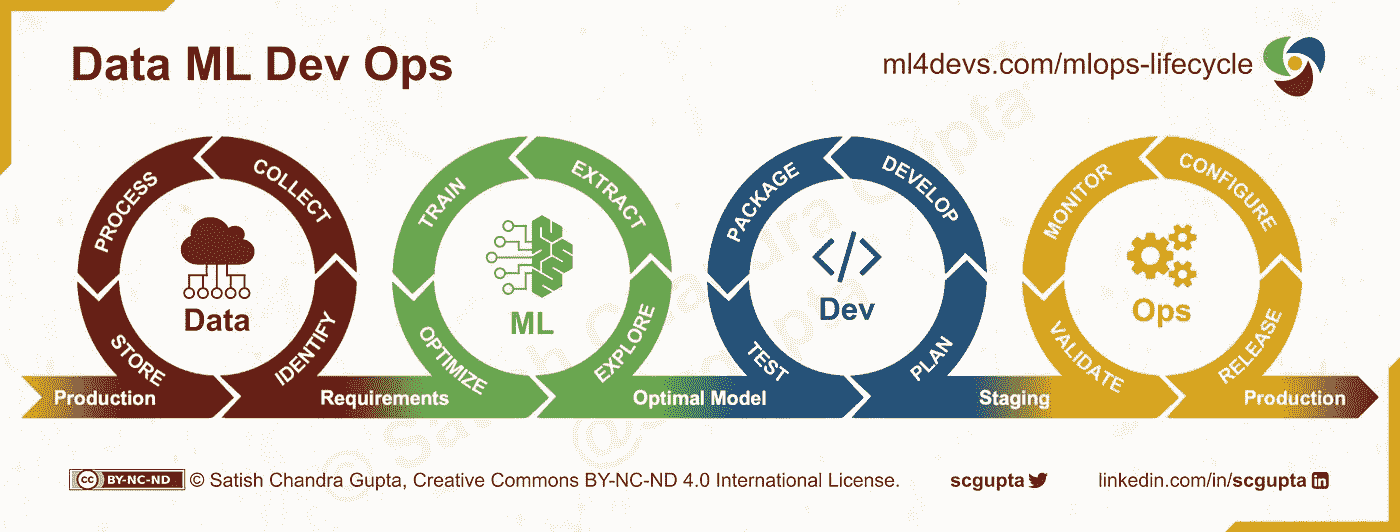 Data ML Dev Ops
ml4devs.com/mlops-lifecycle
PROCESS
COLLECT
STORE
IDENTIFY
Data
TRAIN
EXTRACT
OPTIMIZE
EXPLORE
ML
PACKAGE
DEVELOP
TEST
PLAN
Dev
MONITOR
CONFIGURE
VALIDATE
RELEASE
Ops
Production
Requirements
Optimal Model
Staging
Production
© Satish Chandra Gupta
@scgupta
cc BY-NC-ND © Satish Chandra Gupta, Creative Commons BY-NC-ND 4.0 International License.
scgupta
linkedin.com/in/scgupta in